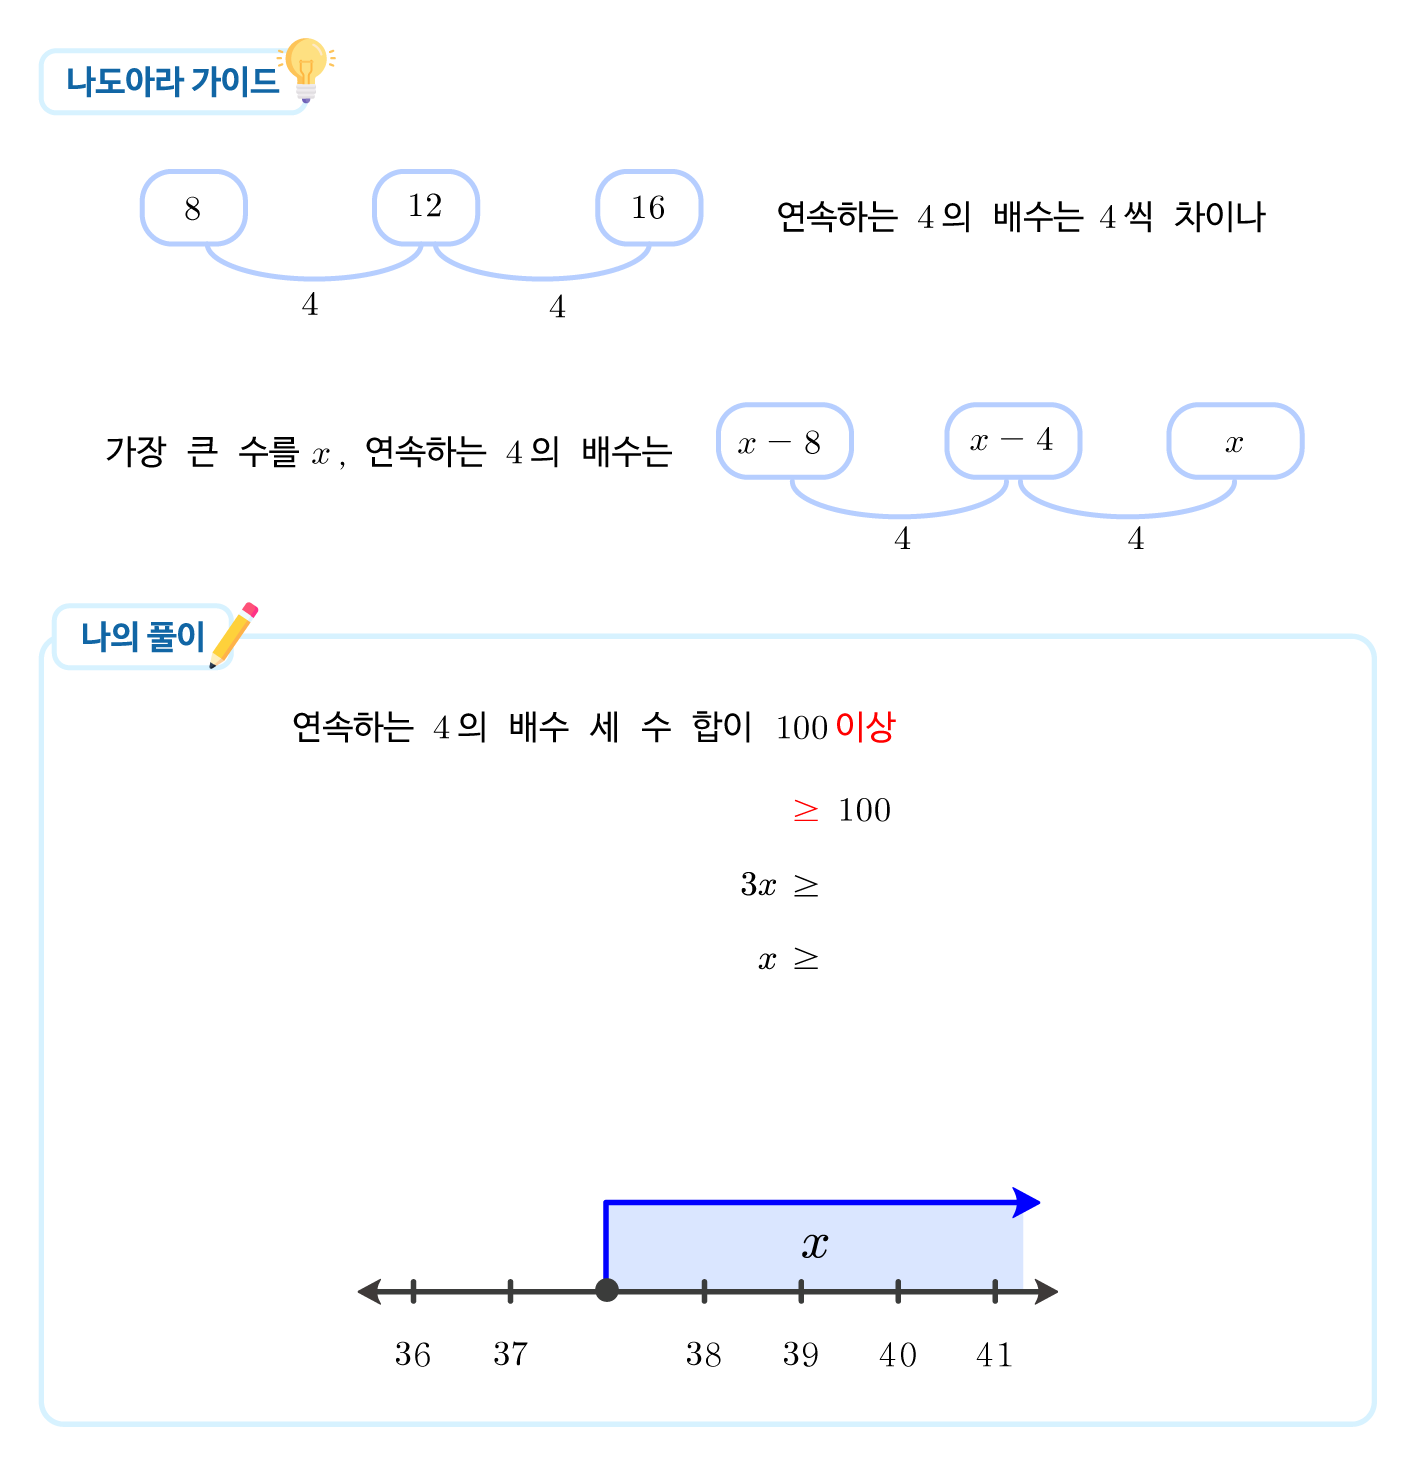 나도아라 가이드
8 12 16 연속하는 4의 배수는 4씩 차이나
4 4
가장 큰 수를 x, 연속하는 4의 배수는 x − 8 x − 4 x
4 4
나의 풀이
연속하는 4의 배수 세 수 합이 100 이상
≥ 100
3x ≥
x ≥
x
36 37 38 39 40 41